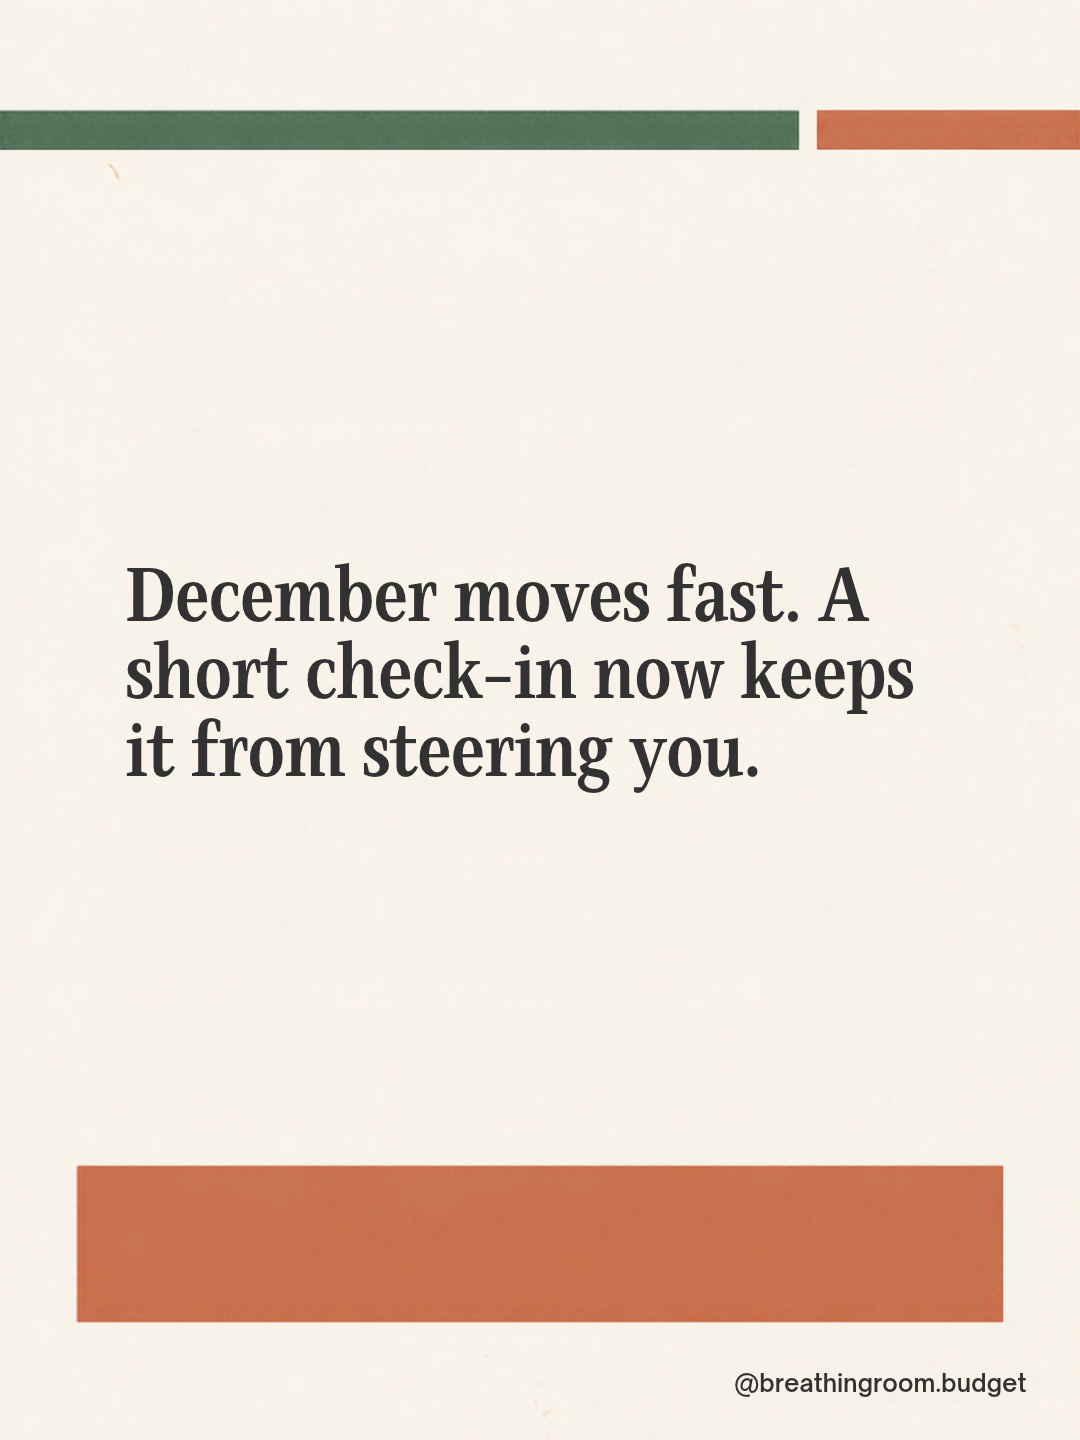 December moves fast. A
short check-in now keeps
it from steering you.
@breathingroom.budget